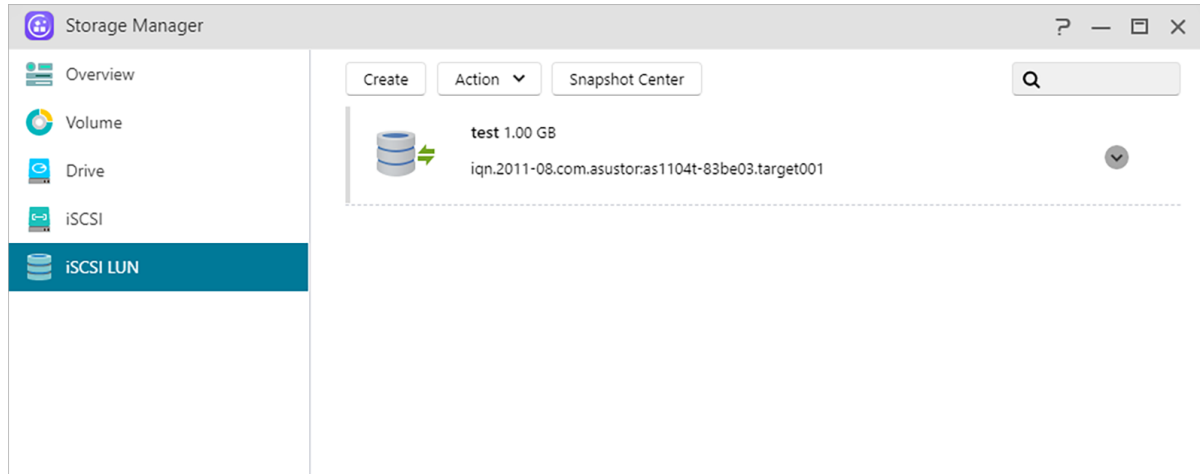 Storage Manager
Overview
Volume
Drive
iSCSI
iSCSI LUN
Create
Action
Snapshot Center
test 1.00 GB
iqn.2011-08.com.asustor:as1104t-83be03.target001